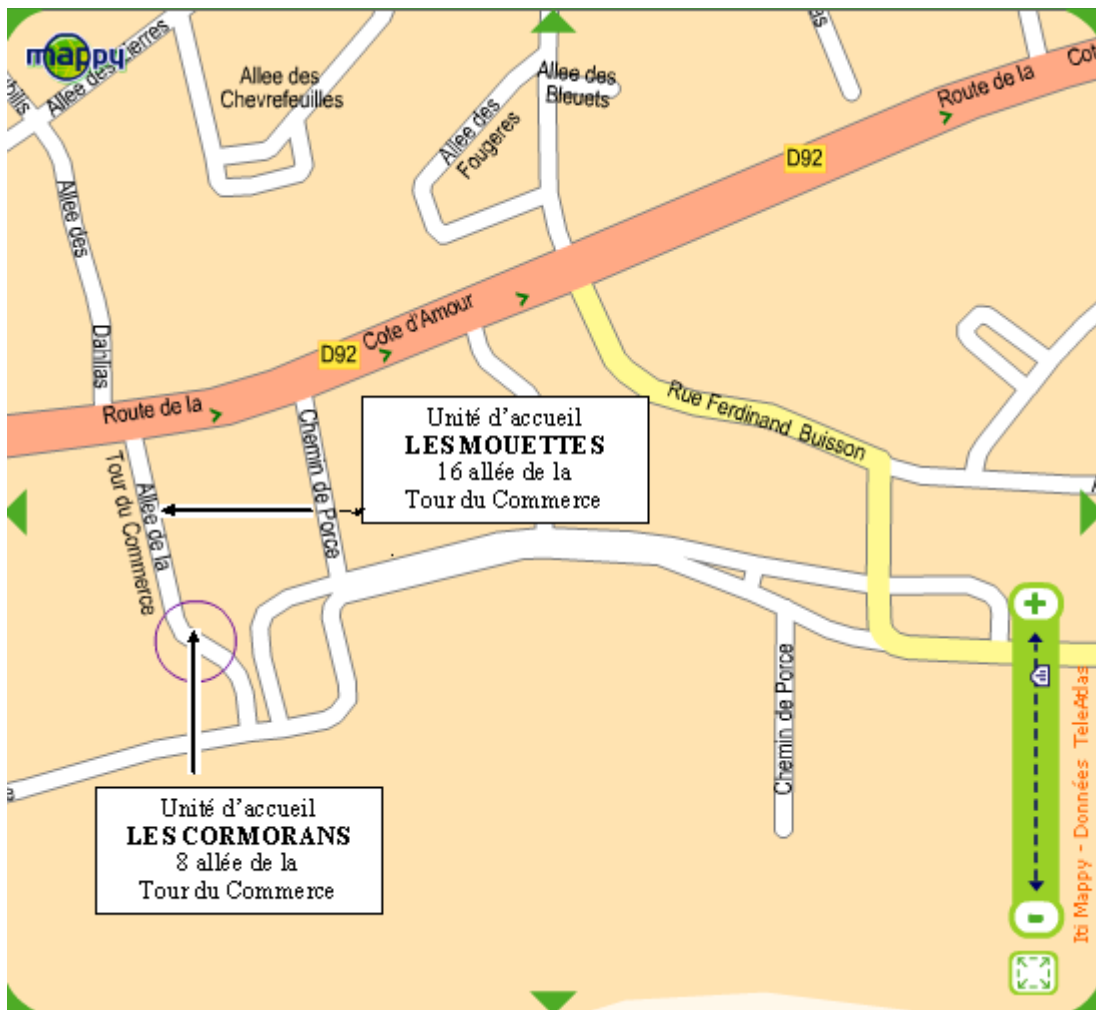 mappy
Allee des
Allee des
Chevrefeuilles
Allee des
Bleuets
Allee des
Fougeres
Route de la
D92
Allee des
Dahlias
Cote d'Amour
D92
Route de la
Rue Ferdinand Buisson
Chemin de Porce
Unité d'accueil
LES MOUETTES
16 allée de la
Tour du Commerce
Allee de la
Tour du Commerce
Chemin de Porce
Unité d'accueil
LES CORMORANS
8 allée de la
Tour du Commerce
Iti Mappy - Données TeleAtlas